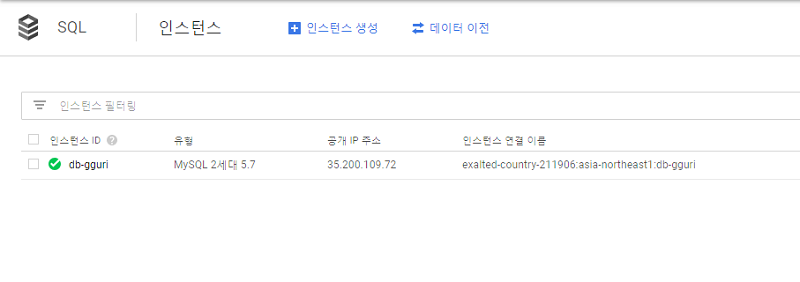 SQL 인스턴스 인스턴스 생성 데이터 이전
인스턴스 필터링
인스턴스 ID ? 유형 공개 IP 주소 인스턴스 연결 이름
db-gguri MySQL 2세대 5.7 35.200.109.72 exalted-country-211906:asia-northeast1:db-gguri